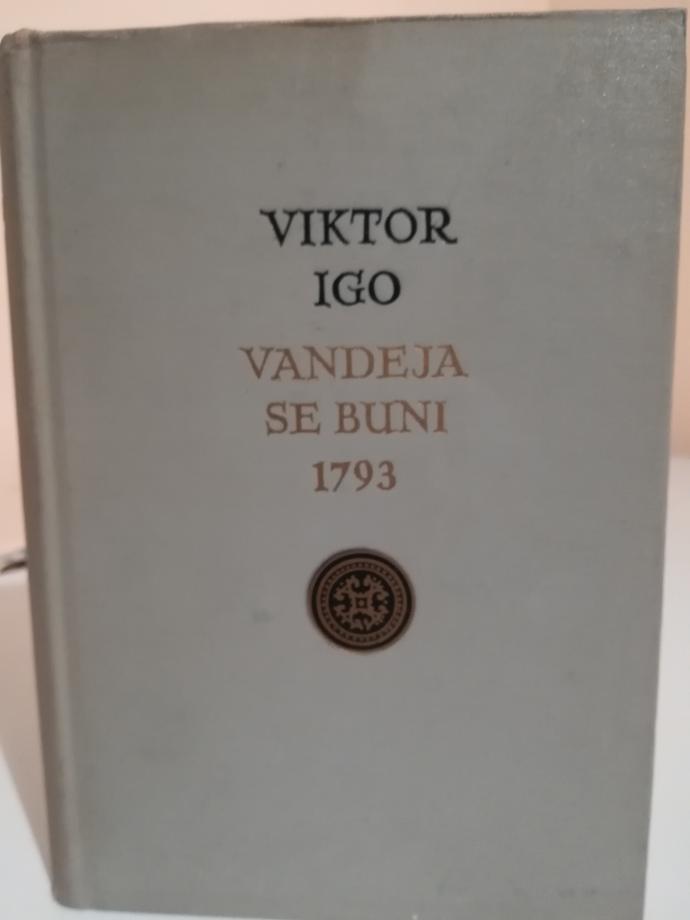 VIKTOR
IGO
VANDEJA
SE BUNI
1793